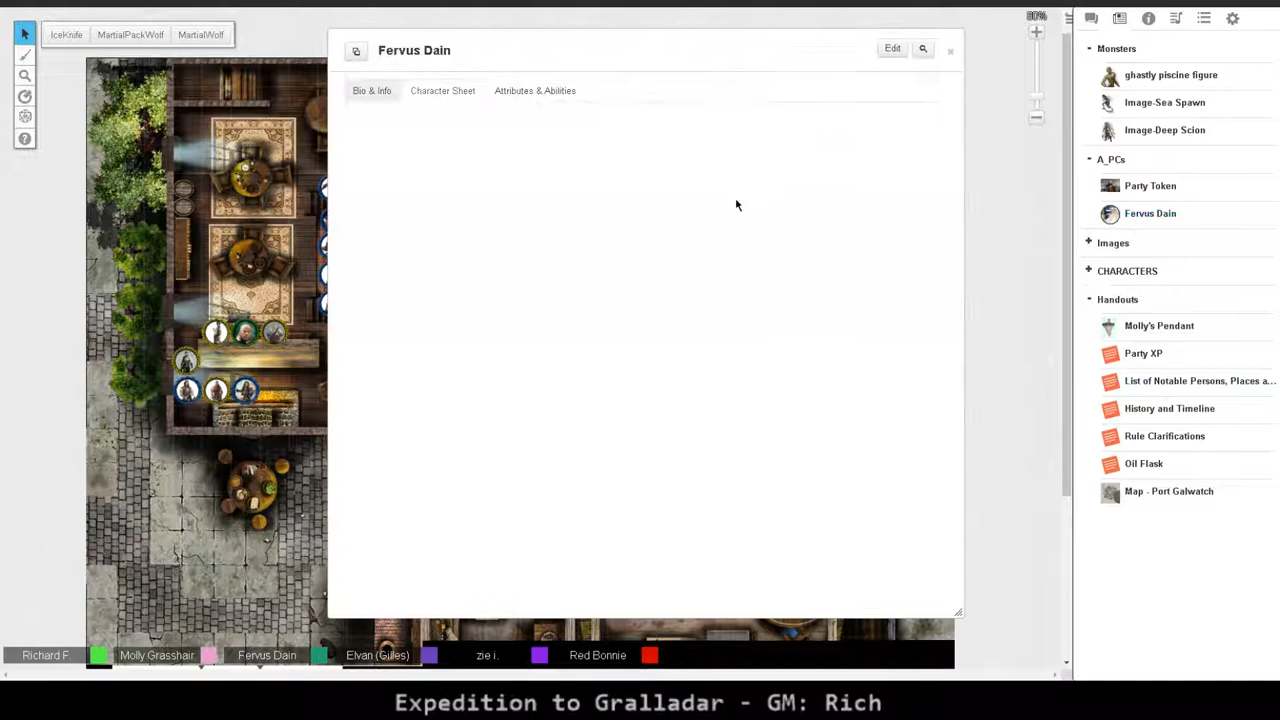 IceKnife MartialPackWolf MartialWolf
Fervus Dain
Edit
Bio & Info Character Sheet Attributes & Abilities
80%
Monsters
ghastly piscine figure
Image-Sea Spawn
Image-Deep Scion
A_PCs
Party Token
Fervus Dain
Images
CHARACTERS
Handouts
Molly's Pendant
Party XP
List of Notable Persons, Places a...
History and Timeline
Rule Clarifications
Oil Flask
Map - Port Galwatch
Richard F. Molly Grasshair Fervus Dain Elvan (Gilles) zie i. Red Bonnie
Expedition to Gralladar - GM: Rich